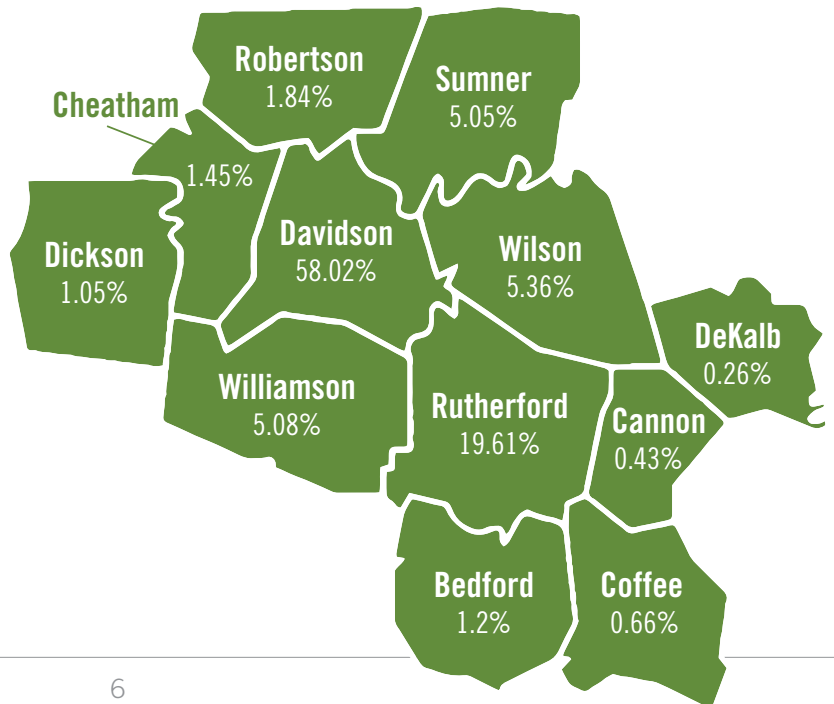 Robertson
1.84%
Sumner
5.05%
Cheatham
1.45%
Davidson
58.02%
Wilson
5.36%
Dickson
1.05%
DeKalb
0.26%
Williamson
5.08%
Rutherford
19.61%
Cannon
0.43%
Bedford
1.2%
Coffee
0.66%
6